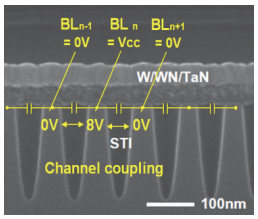 BLn-1 BL n BLn+1
= 0V = Vcc = 0V
W/WN/TaN
0V 8V 0V
STI
Channel coupling
100nm